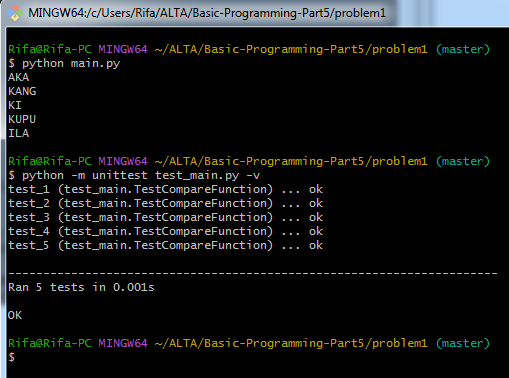 MINGW64:/c/Users/Rifa/ALTA/Basic-Programming-Part5/problem1
Rifa@Rifa-PC MINGW64 ~/ALTA/Basic-Programming-Part5/problem1 (master)
$ python main.py
AKA
KANG
KI
KUPU
ILA
Rifa@Rifa-PC MINGW64 ~/ALTA/Basic-Programming-Part5/problem1 (master)
$ python -m unittest test_main.py -v
test_1 (test_main.TestCompareFunction) ... ok
test_2 (test_main.TestCompareFunction) ... ok
test_3 (test_main.TestCompareFunction) ... ok
test_4 (test_main.TestCompareFunction) ... ok
test_5 (test_main.TestCompareFunction) ... ok
----------------------------------------------------------------------
Ran 5 tests in 0.001s
OK
Rifa@Rifa-PC MINGW64 ~/ALTA/Basic-Programming-Part5/problem1 (master)
$